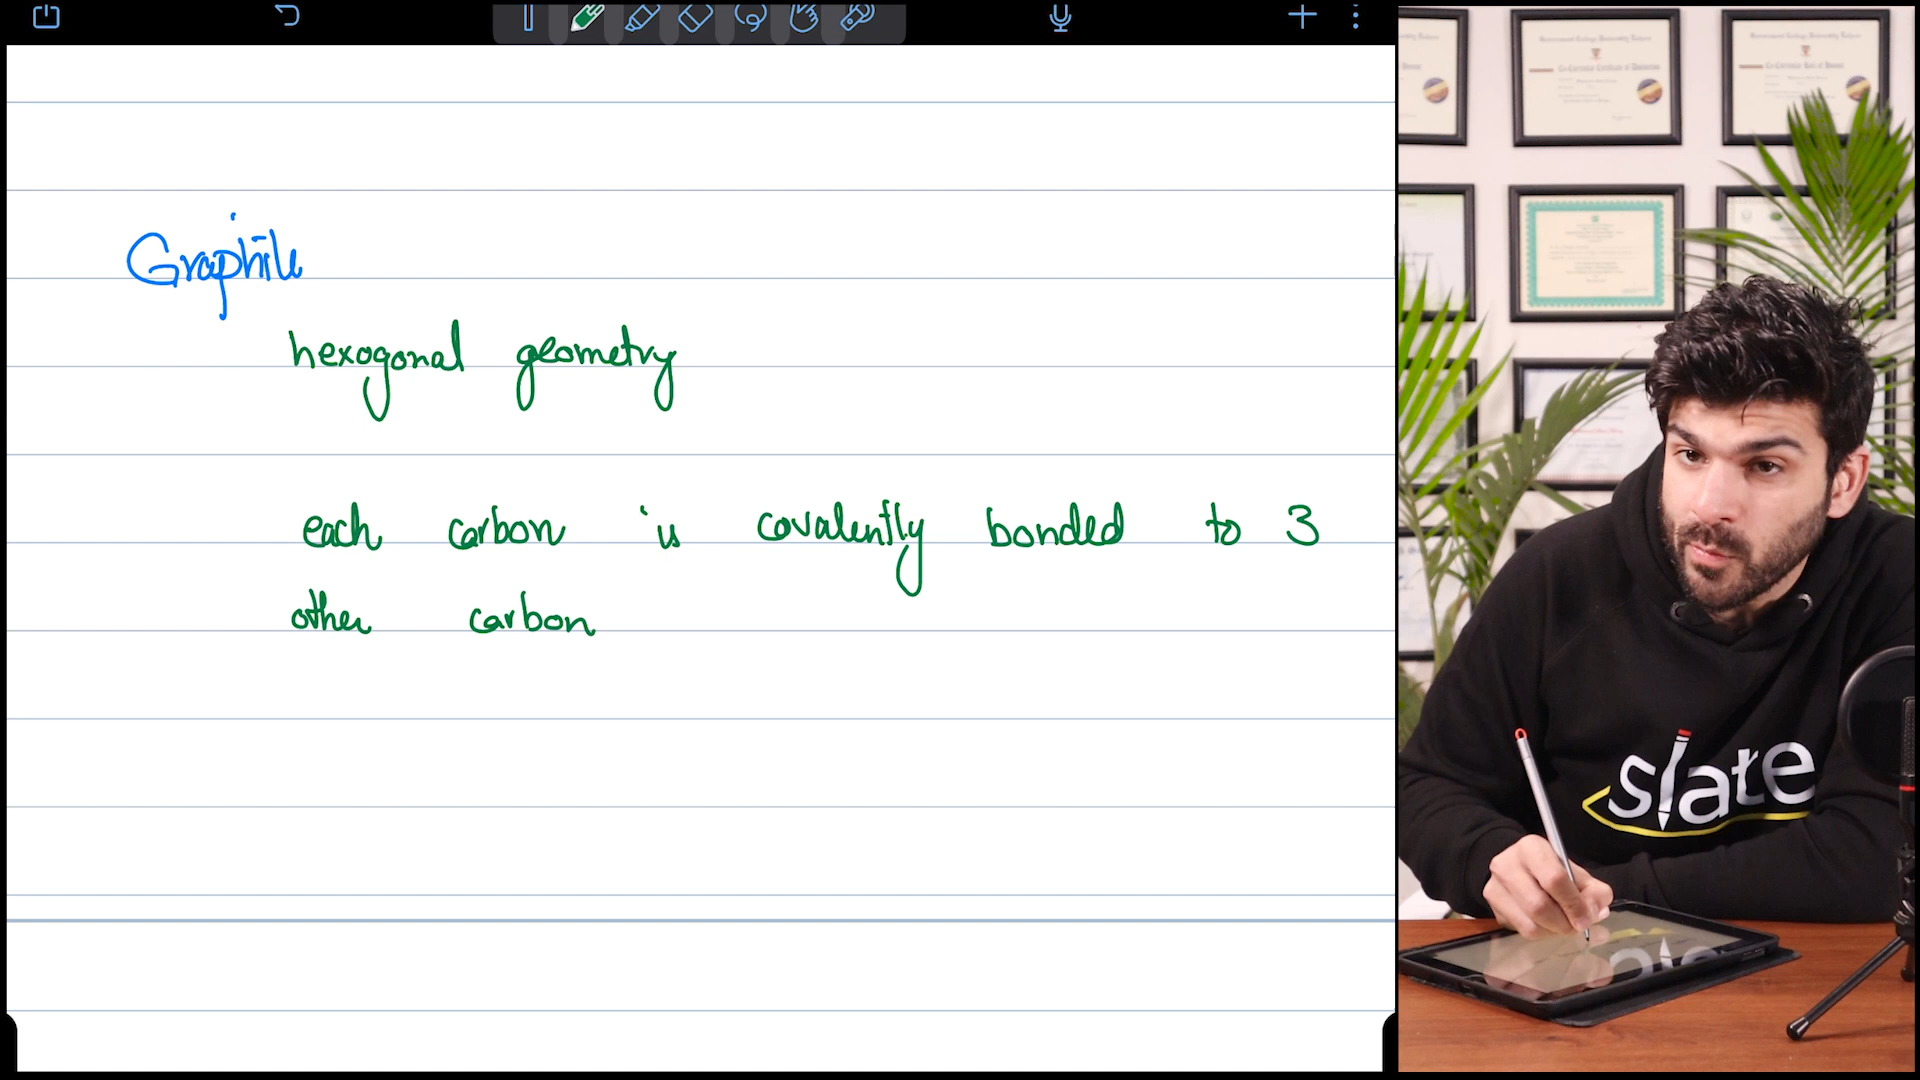 Graphite
hexogonal geometry
each carbon is covalently bonded to 3
other carbon
slate